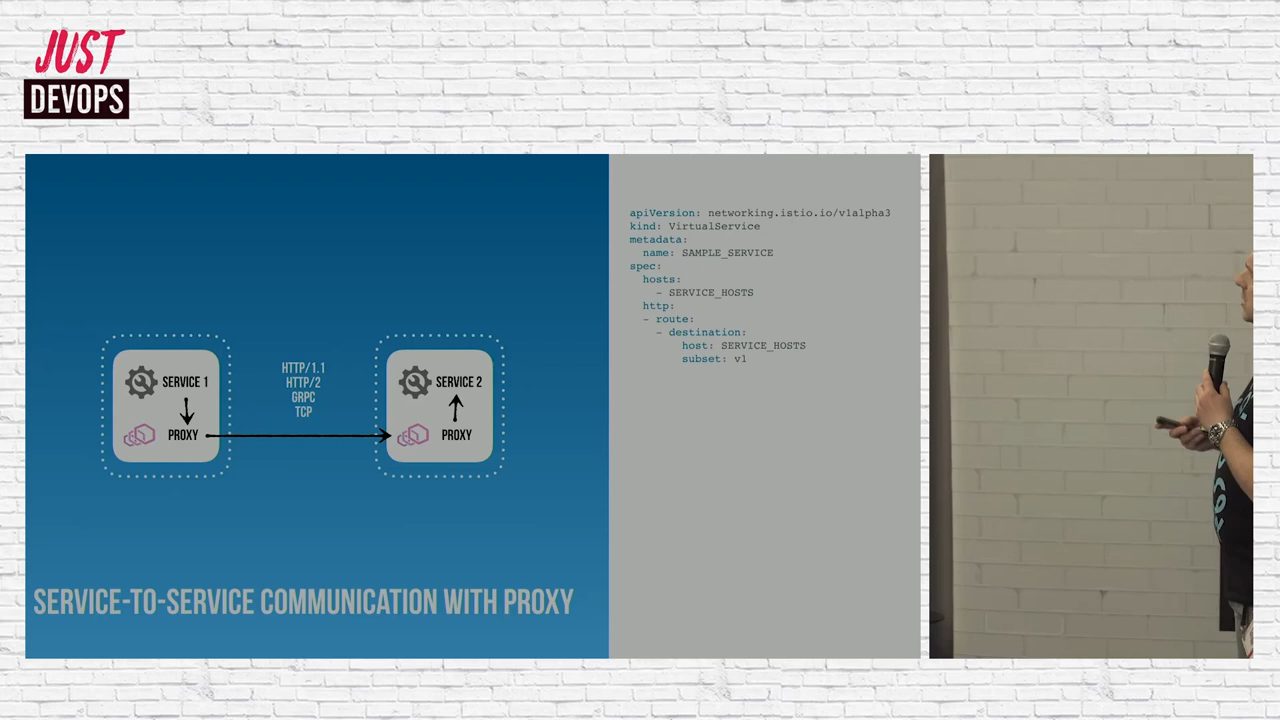 JUST
DEVOPS
SERVICE 1
PROXY
HTTP/1.1
HTTP/2
GRPC
TCP
SERVICE 2
PROXY
SERVICE-TO-SERVICE COMMUNICATION WITH PROXY
apiVersion: networking.istio.io/v1alpha3
kind: VirtualService
metadata:
  name: SAMPLE_SERVICE
spec:
  hosts:
    - SERVICE_HOSTS
  http:
  - route:
    - destination:
        host: SERVICE_HOSTS
        subset: v1